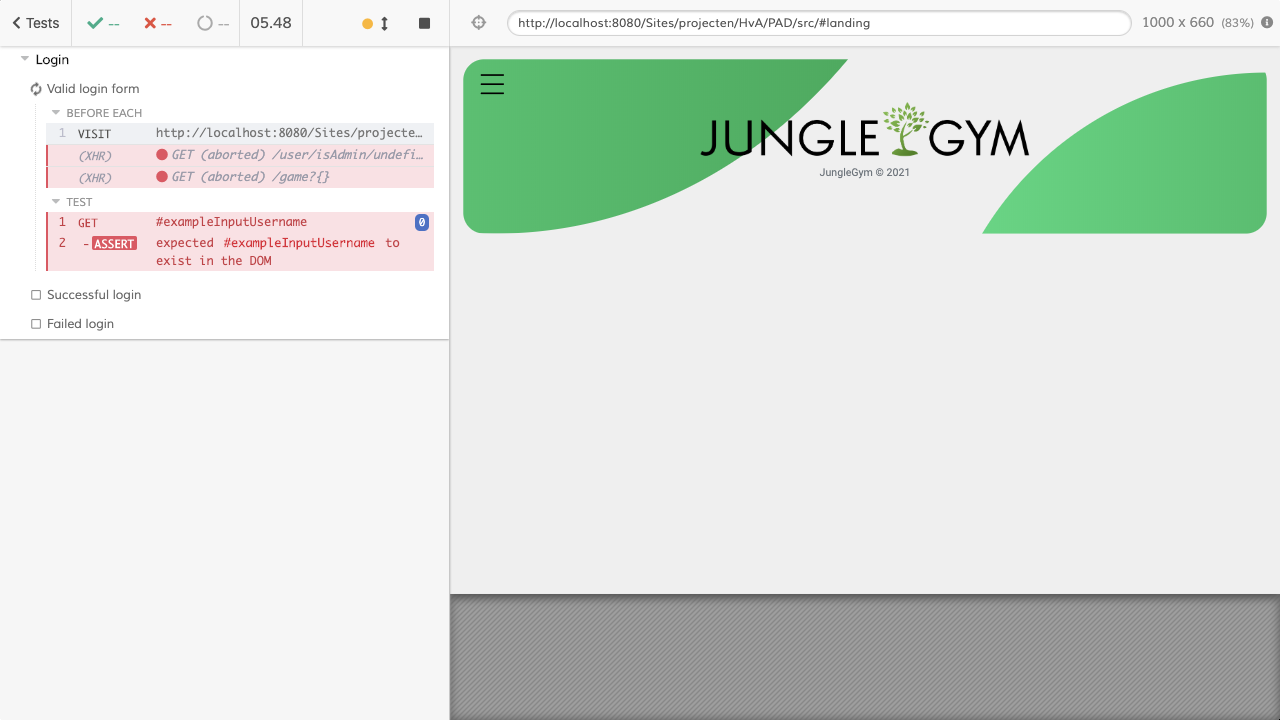 Tests -- -- -- 05.48
http://localhost:8080/Sites/projecten/HvA/PAD/src/#landing 1000 x 660 (83%)
Login
Valid login form
BEFORE EACH
1 VISIT http://localhost:8080/Sites/projecte…
(XHR) GET (aborted) /user/isAdmin/undefi…
(XHR) GET (aborted) /game?{}
TEST
1 GET #exampleInputUsername 0
2 -ASSERT expected #exampleInputUsername to
exist in the DOM
Successful login
Failed login
JUNGLE GYM
JungleGym © 2021